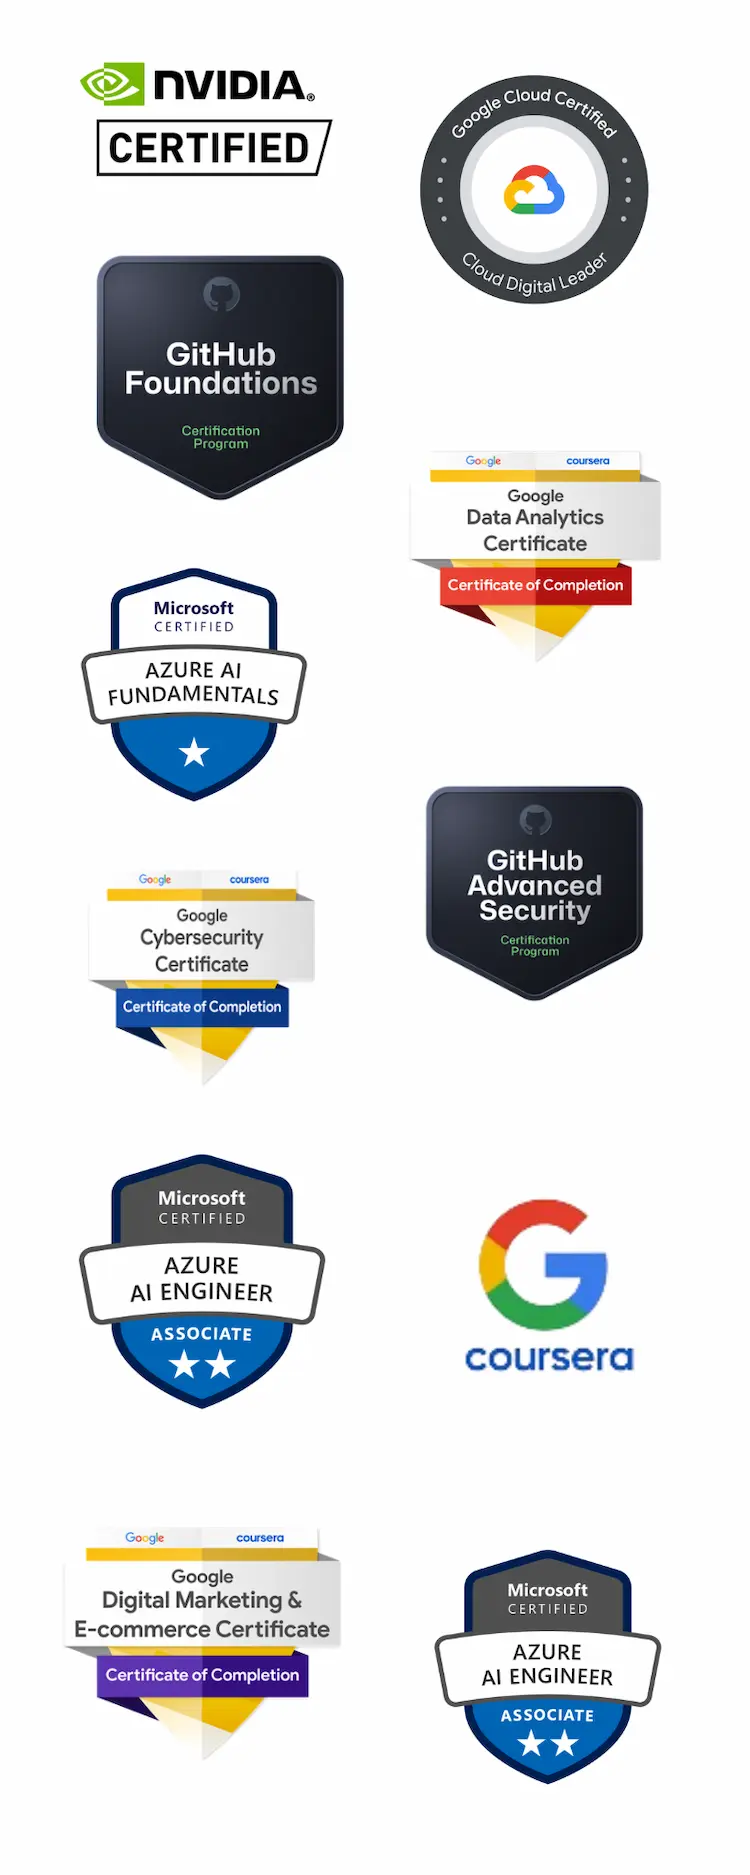 NVIDIA®
CERTIFIED
Google Cloud Certified
Cloud Digital Leader
GitHub
Foundations
Certification
Program
Google
coursera
Google
Data Analytics
Certificate
Certificate of Completion
Microsoft
CERTIFIED
AZURE AI
FUNDAMENTALS
GitHub
Advanced
Security
Certification
Program
Google
coursera
Google
Cybersecurity
Certificate
Certificate of Completion
Microsoft
CERTIFIED
AZURE
AI ENGINEER
ASSOCIATE
G
coursera
Google
coursera
Google
Digital Marketing &
E-commerce Certificate
Certificate of Completion
Microsoft
CERTIFIED
AZURE
AI ENGINEER
ASSOCIATE